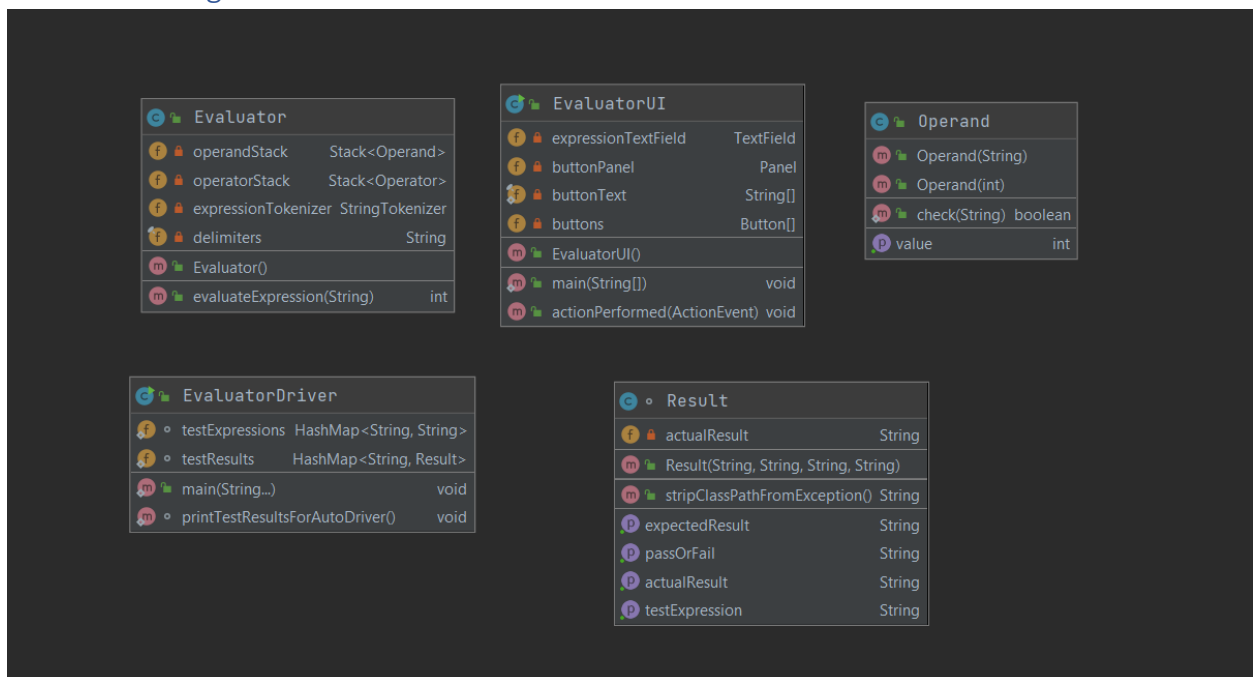 Evaluator
operandStack Stack<Operand>
operatorStack Stack<Operator>
expressionTokenizer StringTokenizer
delimiters String
Evaluator()
evaluateExpression(String) int
EvaluatorUI
expressionTextField TextField
buttonPanel Panel
buttonText String[]
buttons Button[]
EvaluatorUI()
main(String[]) void
actionPerformed(ActionEvent) void
Operand
Operand(String)
Operand(int)
check(String) boolean
value int
EvaluatorDriver
testExpressions HashMap<String, String>
testResults HashMap<String, Result>
main(String...) void
printTestResultsForAutoDriver() void
Result
actualResult String
Result(String, String, String, String)
stripClassPathFromException() String
expectedResult String
passOrFail String
actualResult String
testExpression String